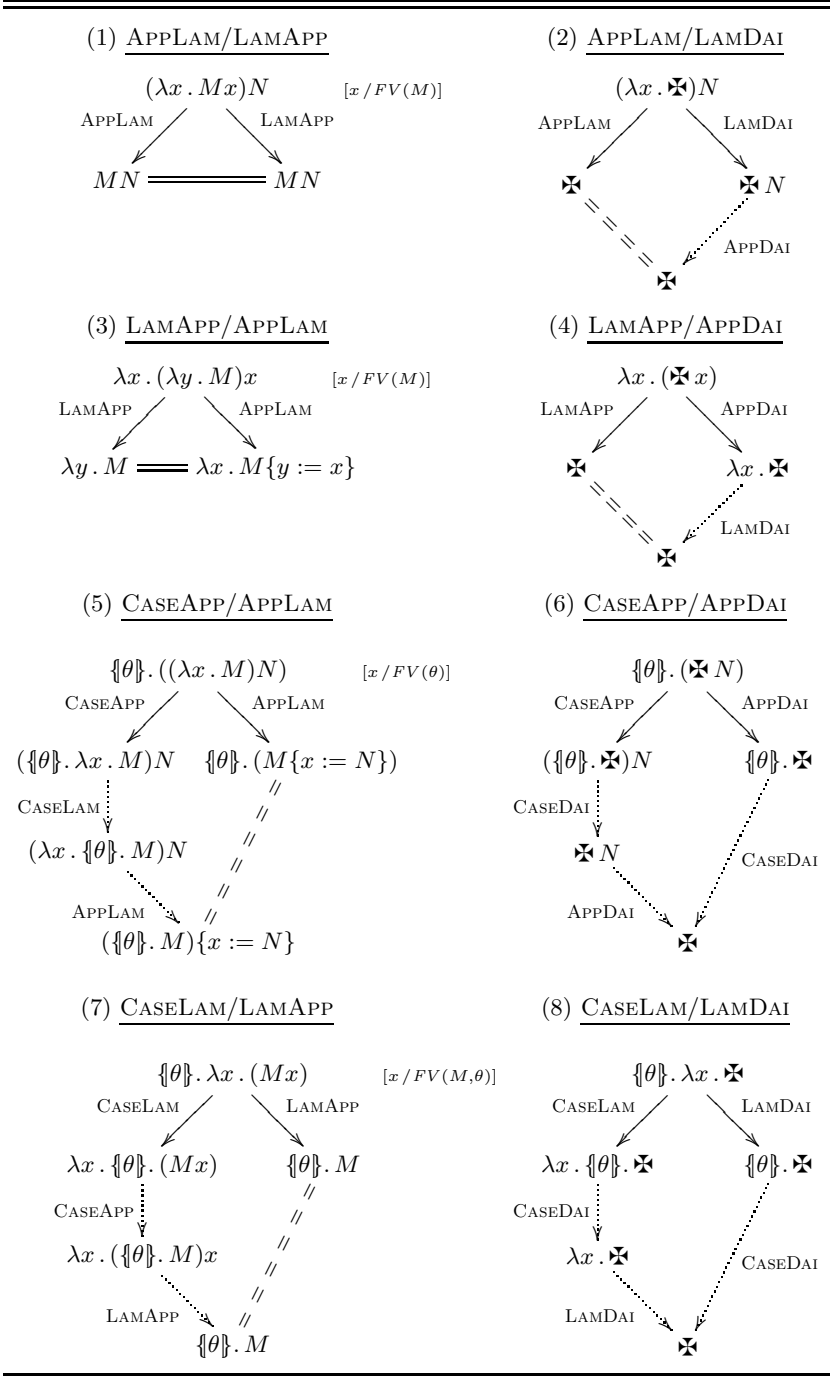 (1) APPLAM/LAMAPP
(λx . Mx)N [x ∕FV(M)]
APPLAM LAMAPP
MN MN
(2) APPLAM/LAMDAI
(λx . ✠)N
APPLAM LAMDAI
✠ ✠ N
APPDAI
✠
(3) LAMAPP/APPLAM
λx . (λy . M)x [x ∕FV(M)]
LAMAPP APPLAM
λy . M λx . M{y := x}
(4) LAMAPP/APPDAI
λx . (✠ x)
LAMAPP APPDAI
✠ λx . ✠
LAMDAI
✠
(5) CASEAPP/APPLAM
⦃θ⦄. ((λx . M)N) [x ∕FV(θ)]
CASEAPP APPLAM
(⦃θ⦄. λx . M)N ⦃θ⦄. (M{x := N})
CASELAM
(λx . ⦃θ⦄. M)N
APPLAM
(⦃θ⦄. M){x := N}
(6) CASEAPP/APPDAI
⦃θ⦄. (✠ N)
CASEAPP APPDAI
(⦃θ⦄. ✠)N ⦃θ⦄. ✠
CASEDAI
✠ N CASEDAI
APPDAI
✠
(7) CASELAM/LAMAPP
⦃θ⦄. λx . (Mx) [x ∕FV(M,θ)]
CASELAM LAMAPP
λx . ⦃θ⦄. (Mx) ⦃θ⦄. M
CASEAPP
λx . (⦃θ⦄. M)x
LAMAPP
⦃θ⦄. M
(8) CASELAM/LAMDAI
⦃θ⦄. λx . ✠
CASELAM LAMDAI
λx . ⦃θ⦄. ✠ ⦃θ⦄. ✠
CASEDAI
λx . ✠ CASEDAI
LAMDAI
✠